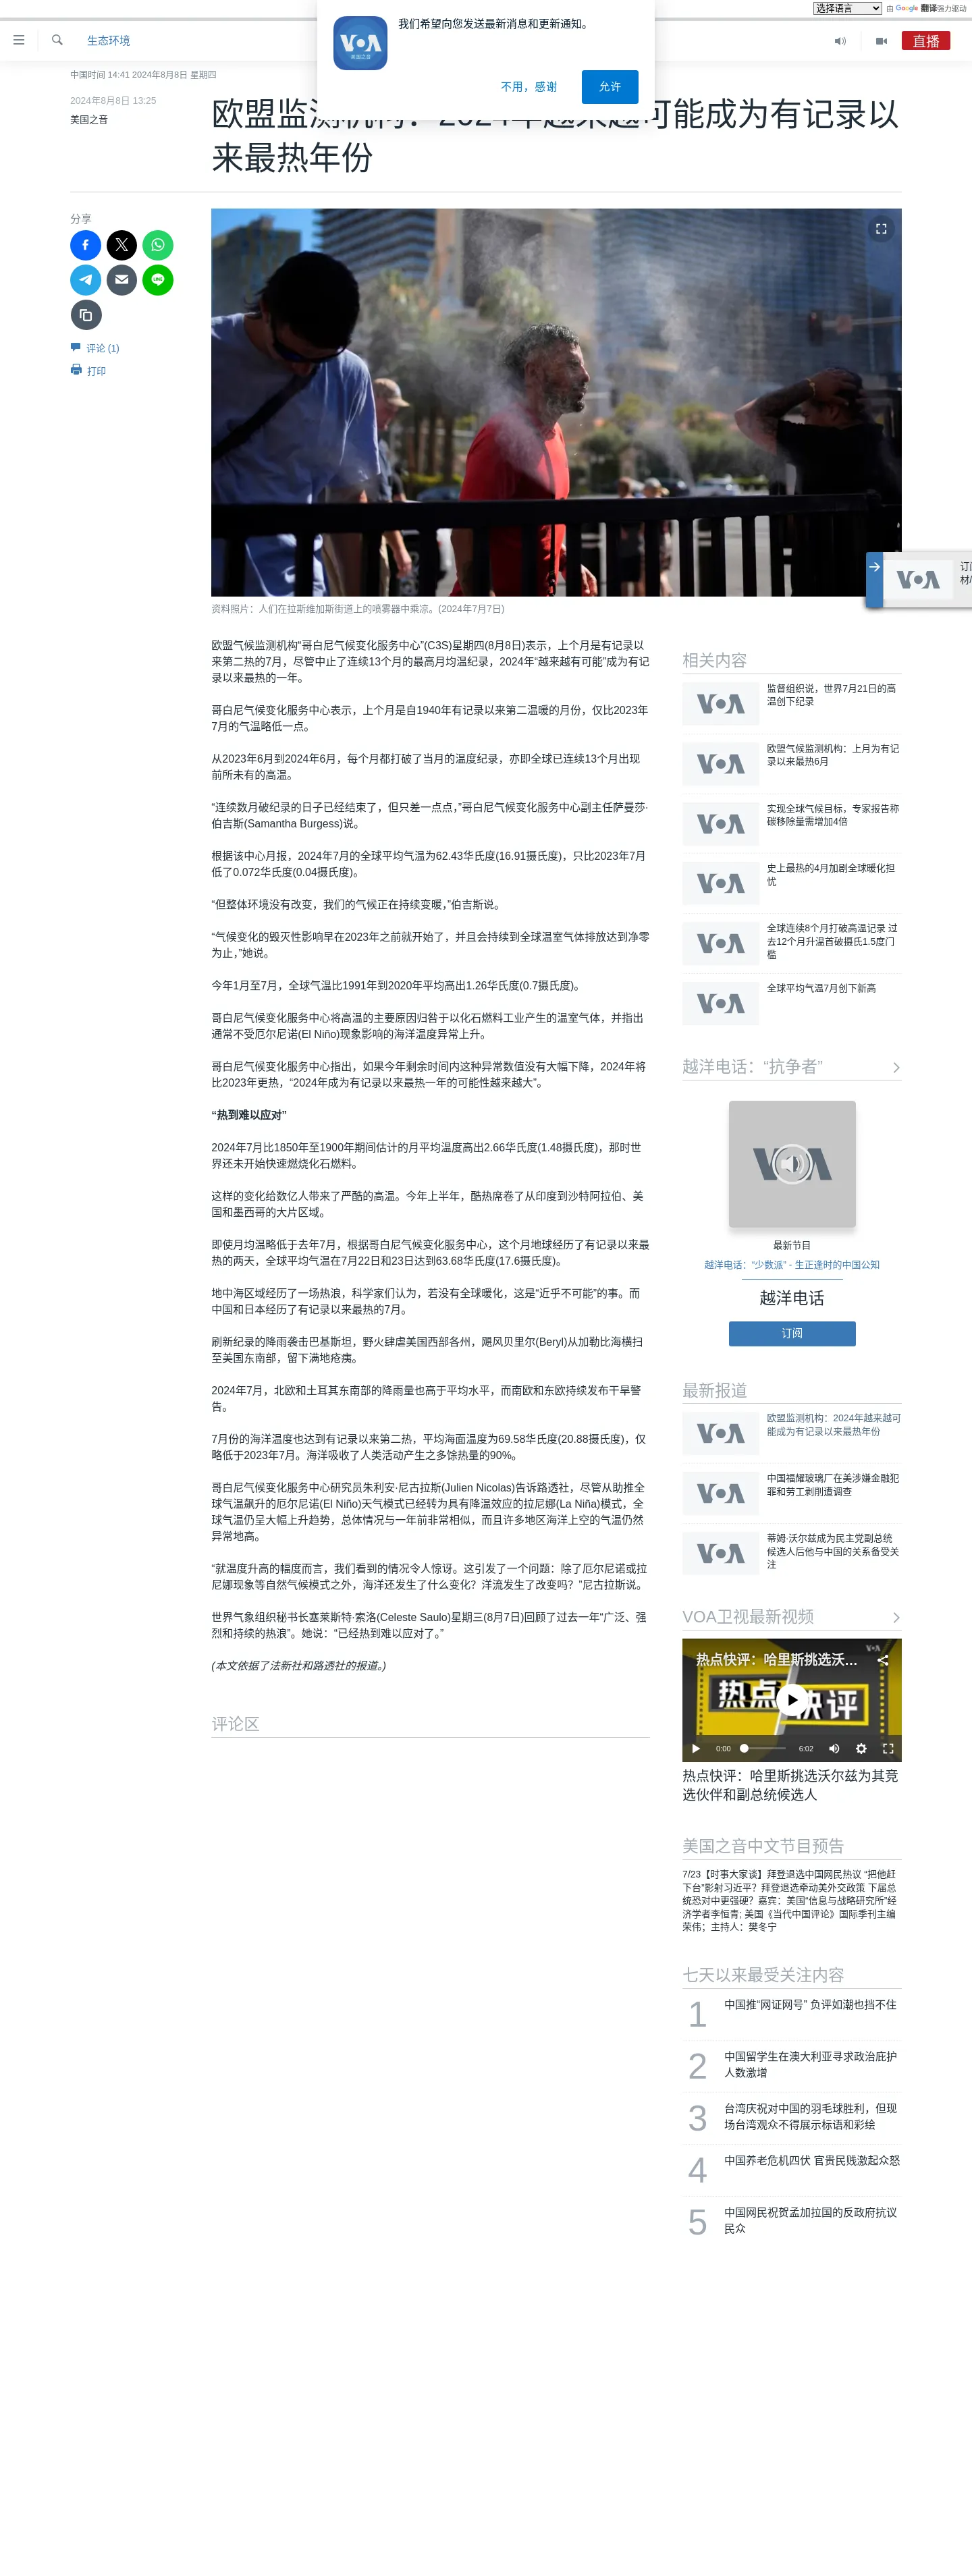 选择语言
由 Google 翻译强力驱动
生态环境
直播
VOA
美国之音
我们希望向您发送最新消息和更新通知。
不用，感谢
允许
中国时间 14:41 2024年8月8日 星期四
2024年8月8日 13:25
美国之音
欧盟监测机构：2024年越来越可能成为有记录以
来最热年份
分享
评论 (1)
打印
资料照片：人们在拉斯维加斯街道上的喷雾器中乘凉。(2024年7月7日)
VOA
欧盟气候监测机构“哥白尼气候变化服务中心”(C3S)星期四(8月8日)表示，上个月是有记录以
来第二热的7月，尽管中止了连续13个月的最高月均温纪录，2024年“越来越有可能”成为有记
录以来最热的一年。
哥白尼气候变化服务中心表示，上个月是自1940年有记录以来第二温暖的月份，仅比2023年
7月的气温略低一点。
从2023年6月到2024年6月，每个月都打破了当月的温度纪录，亦即全球已连续13个月出现
前所未有的高温。
“连续数月破纪录的日子已经结束了，但只差一点点，”哥白尼气候变化服务中心副主任萨曼莎·
伯吉斯(Samantha Burgess)说。
根据该中心月报，2024年7月的全球平均气温为62.43华氏度(16.91摄氏度)，只比2023年7月
低了0.072华氏度(0.04摄氏度)。
“但整体环境没有改变，我们的气候正在持续变暖，”伯吉斯说。
“气候变化的毁灭性影响早在2023年之前就开始了，并且会持续到全球温室气体排放达到净零
为止，”她说。
今年1月至7月，全球气温比1991年到2020年平均高出1.26华氏度(0.7摄氏度)。
哥白尼气候变化服务中心将高温的主要原因归咎于以化石燃料工业产生的温室气体，并指出
通常不受厄尔尼诺(El Niño)现象影响的海洋温度异常上升。
哥白尼气候变化服务中心指出，如果今年剩余时间内这种异常数值没有大幅下降，2024年将
比2023年更热，“2024年成为有记录以来最热一年的可能性越来越大”。
“热到难以应对”
2024年7月比1850年至1900年期间估计的月平均温度高出2.66华氏度(1.48摄氏度)，那时世
界还未开始快速燃烧化石燃料。
这样的变化给数亿人带来了严酷的高温。今年上半年，酷热席卷了从印度到沙特阿拉伯、美
国和墨西哥的大片区域。
即使月均温略低于去年7月，根据哥白尼气候变化服务中心，这个月地球经历了有记录以来最
热的两天，全球平均气温在7月22日和23日达到63.68华氏度(17.6摄氏度)。
地中海区域经历了一场热浪，科学家们认为，若没有全球暖化，这是“近乎不可能”的事。而
中国和日本经历了有记录以来最热的7月。
刷新纪录的降雨袭击巴基斯坦，野火肆虐美国西部各州，飓风贝里尔(Beryl)从加勒比海横扫
至美国东南部，留下满地疮痍。
2024年7月，北欧和土耳其东南部的降雨量也高于平均水平，而南欧和东欧持续发布干旱警
告。
7月份的海洋温度也达到有记录以来第二热，平均海面温度为69.58华氏度(20.88摄氏度)，仅
略低于2023年7月。海洋吸收了人类活动产生之多馀热量的90%。
哥白尼气候变化服务中心研究员朱利安·尼古拉斯(Julien Nicolas)告诉路透社，尽管从助推全
球气温飙升的厄尔尼诺(El Niño)天气模式已经转为具有降温效应的拉尼娜(La Niña)模式，全
球气温仍呈大幅上升趋势，总体情况与一年前非常相似，而且许多地区海洋上空的气温仍然
异常地高。
“就温度升高的幅度而言，我们看到的情况令人惊讶。这引发了一个问题：除了厄尔尼诺或拉
尼娜现象等自然气候模式之外，海洋还发生了什么变化？洋流发生了改变吗？”尼古拉斯说。
世界气象组织秘书长塞莱斯特·索洛(Celeste Saulo)星期三(8月7日)回顾了过去一年“广泛、强
烈和持续的热浪”。她说：“已经热到难以应对了。”
(本文依据了法新社和路透社的报道。)
评论区
相关内容
VOA
监督组织说，世界7月21日的高
温创下纪录
VOA
欧盟气候监测机构：上月为有记
录以来最热6月
VOA
实现全球气候目标，专家报告称
碳移除量需增加4倍
VOA
史上最热的4月加剧全球暖化担
忧
VOA
全球连续8个月打破高温记录 过
去12个月升温首破摄氏1.5度门
槛
VOA
全球平均气温7月创下新高
越洋电话：“抗争者”
VOA
最新节目
越洋电话：“少数派” - 生正逢时的中国公知
越洋电话
订阅
最新报道
VOA
欧盟监测机构：2024年越来越可
能成为有记录以来最热年份
VOA
中国福耀玻璃厂在美涉嫌金融犯
罪和劳工剥削遭调查
VOA
蒂姆·沃尔兹成为民主党副总统
候选人后他与中国的关系备受关
注
VOA卫视最新视频
热点快评：哈里斯挑选沃…
VOA
热点快评
0:00
6:02
热点快评：哈里斯挑选沃尔兹为其竞
选伙伴和副总统候选人
美国之音中文节目预告
7/23【时事大家谈】拜登退选中国网民热议 “把他赶
下台”影射习近平？拜登退选牵动美外交政策 下届总
统恐对中更强硬？嘉宾：美国“信息与战略研究所”经
济学者李恒青; 美国《当代中国评论》国际季刊主编
荣伟；主持人：樊冬宁
七天以来最受关注内容
1
中国推“网证网号” 负评如潮也挡不住
2
中国留学生在澳大利亚寻求政治庇护
人数激增
3
台湾庆祝对中国的羽毛球胜利，但现
场台湾观众不得展示标语和彩绘
4
中国养老危机四伏 官贵民贱激起众怒
5
中国网民祝贺孟加拉国的反政府抗议
民众